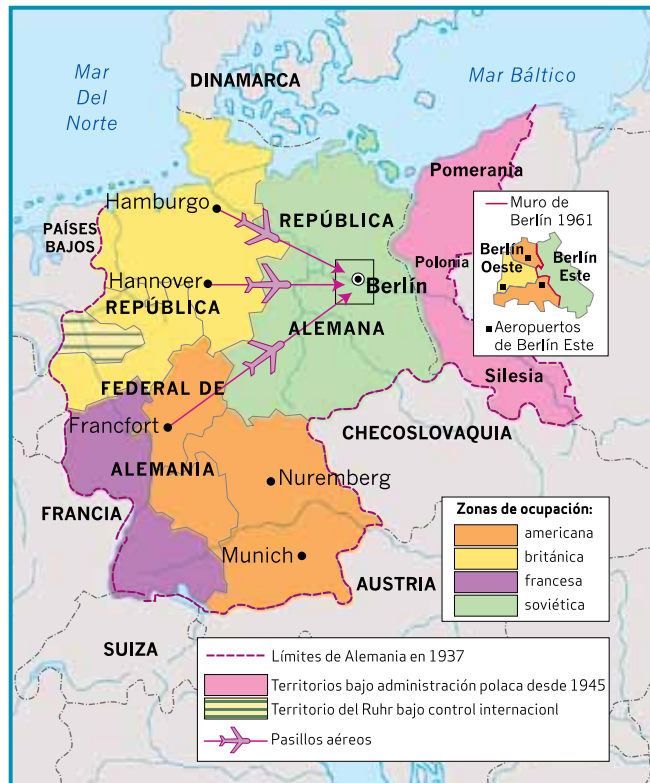 Mar
Del
Norte
DINAMARCA
Mar Báltico
Pomerania
Hamburgo
REPÚBLICA
PAÍSES
BAJOS
Muro de
Berlín 1961
Berlín
Oeste
Berlín
Este
Aeropuertos
de Berlín Este
Polonia
Hannover
Berlín
REPÚBLICA
ALEMANA
Silesia
FEDERAL DE
Francfort
CHECOSLOVAQUIA
ALEMANIA
Nuremberg
FRANCIA
Zonas de ocupación:
americana
británica
francesa
soviética
Munich
AUSTRIA
SUIZA
Límites de Alemania en 1937
Territorios bajo administración polaca desde 1945
Territorio del Ruhr bajo control internacionl
Pasillos aéreos